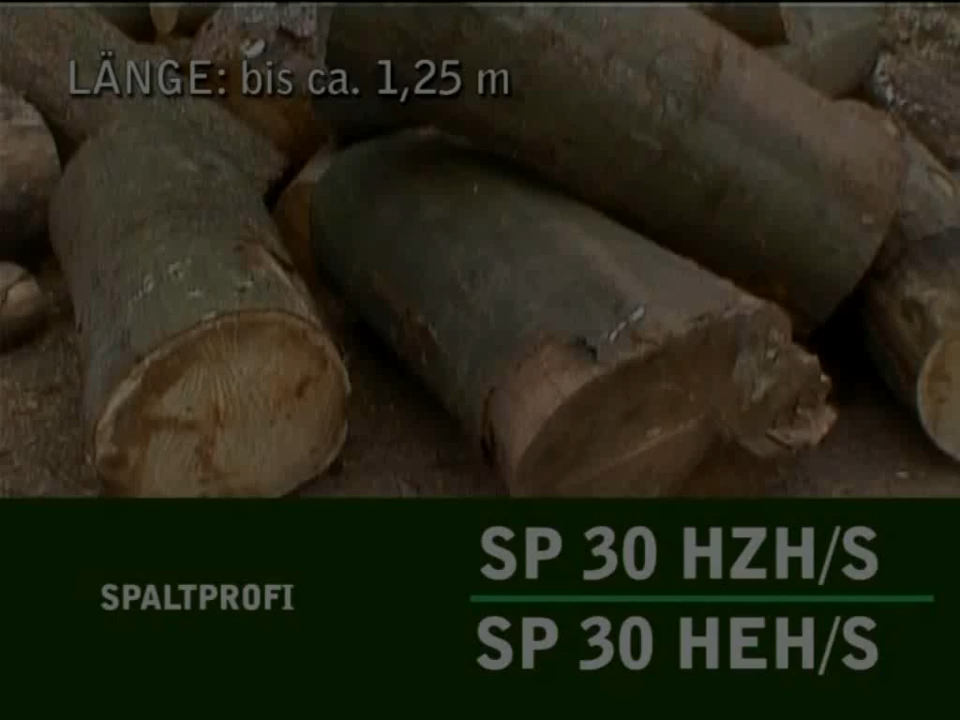 LÄNGE: bis ca. 1,25 m
SPALTPROFI
SP 30 HZH/S
SP 30 HEH/S